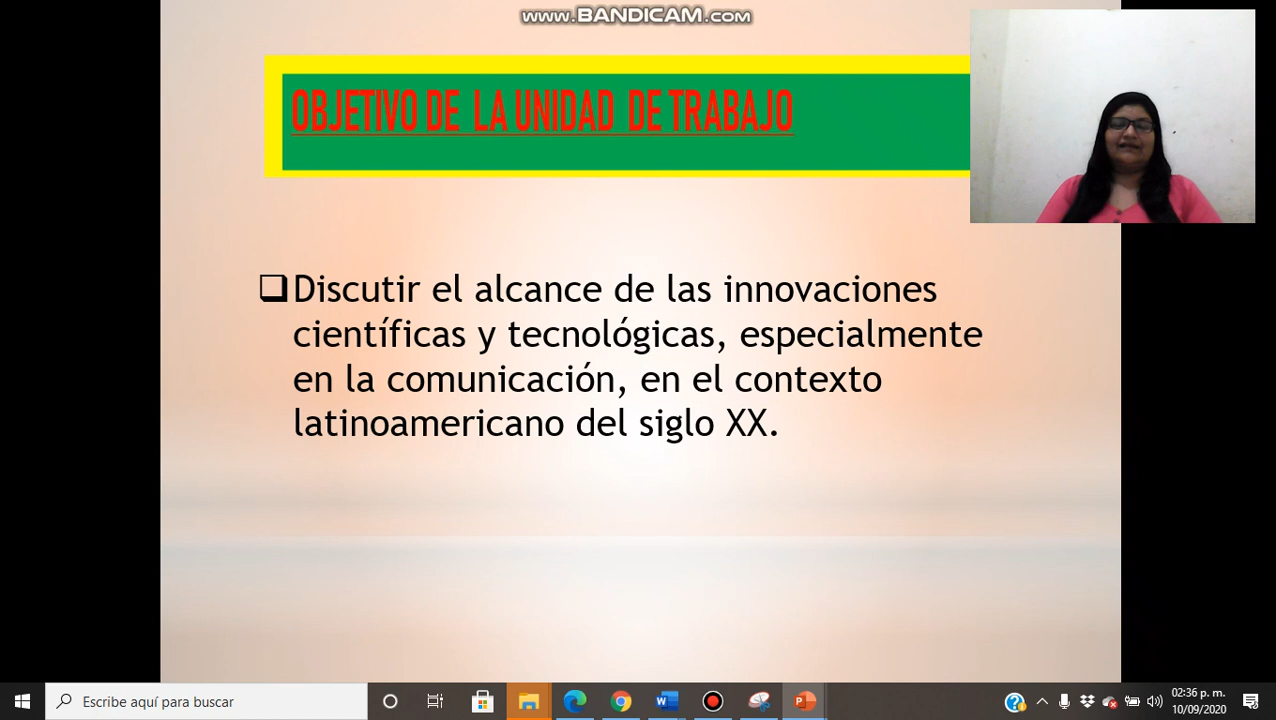 www.BANDICAM.com
OBJETIVO DE LA UNIDAD DE TRABAJO
Discutir el alcance de las innovaciones
científicas y tecnológicas, especialmente
en la comunicación, en el contexto
latinoamericano del siglo XX.
Escribe aquí para buscar
02:36 p. m.
10/09/2020